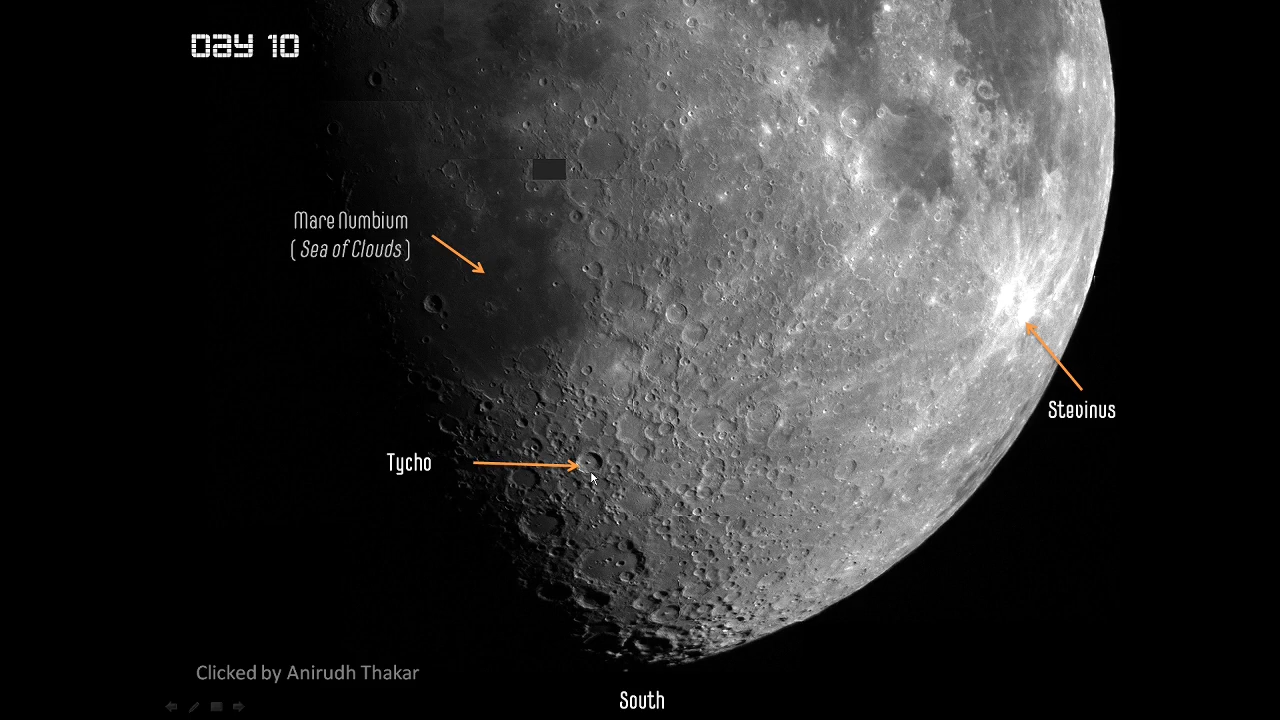 Day 10
Mare Numbium
( Sea of Clouds )
Stevinus
Tycho
Clicked by Anirudh Thakar
South